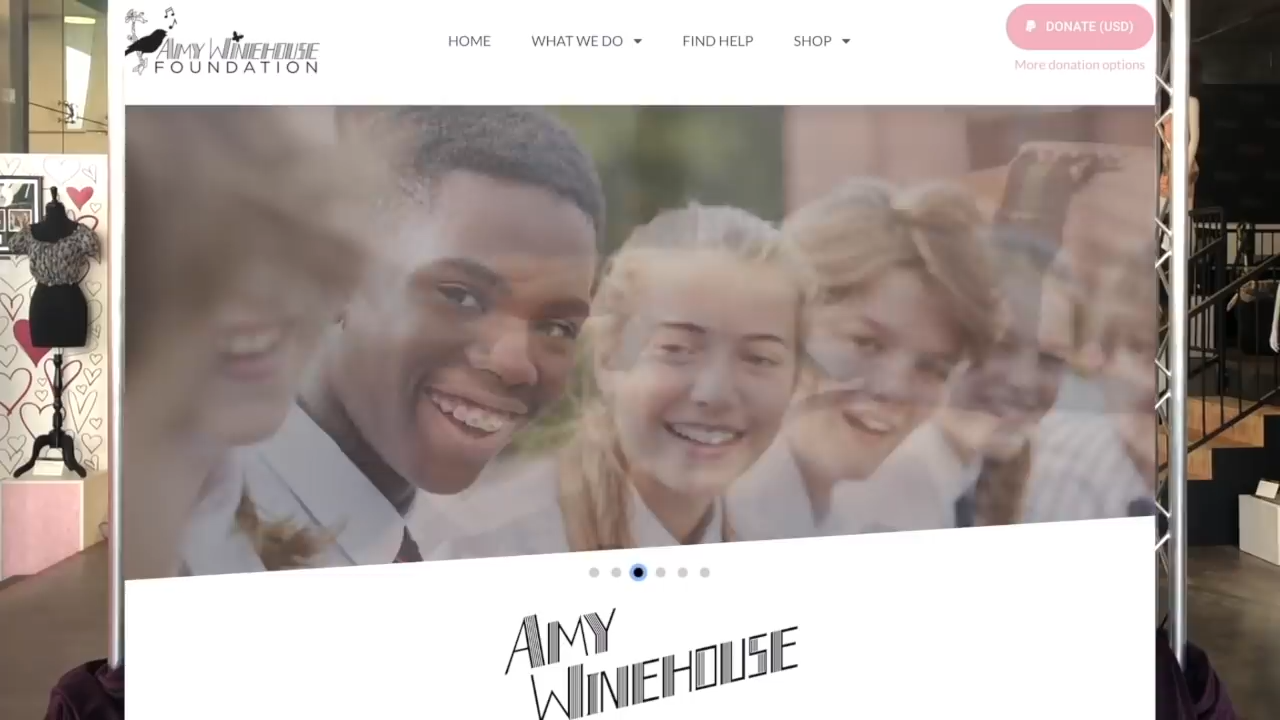 AMY WINEHOUSE
FOUNDATION
HOME
WHAT WE DO
FIND HELP
SHOP
DONATE (USD)
More donation options
AMY
WINEHOUSE